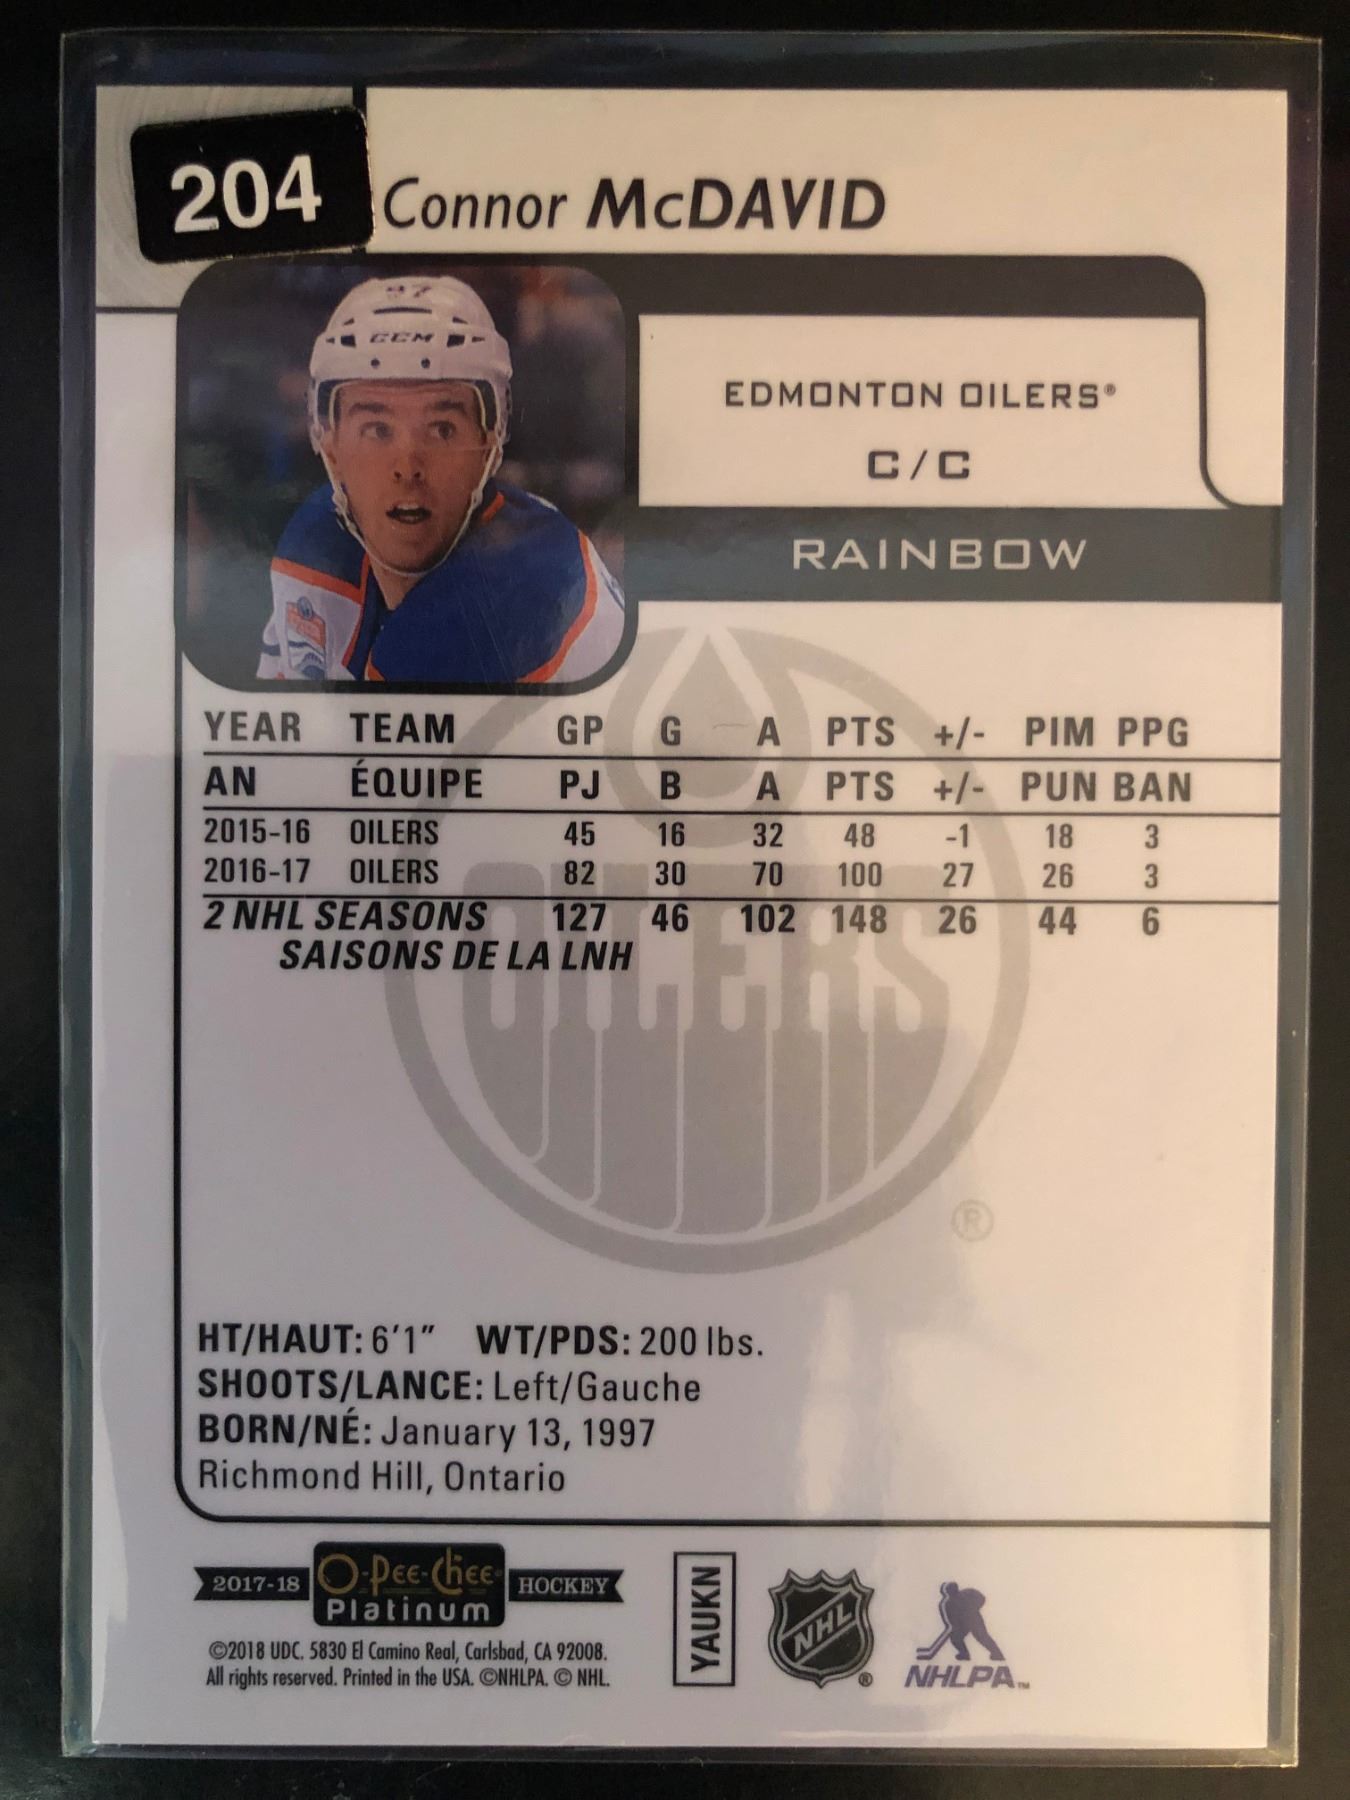 204
Connor McDAVID
97
CCM
EDMONTON OILERS®
C/C
RAINBOW
YEAR TEAM GP G A PTS +/- PIM PPG
AN ÉQUIPE PJ B A PTS +/- PUN BAN
2015-16 OILERS 45 16 32 48 -1 18 3
2016-17 OILERS 82 30 70 100 27 26 3
2 NHL SEASONS 127 46 102 148 26 44 6
SAISONS DE LA LNH
OILERS
®
HT/HAUT: 6'1" WT/PDS: 200 lbs.
SHOOTS/LANCE: Left/Gauche
BORN/NÉ: January 13, 1997
Richmond Hill, Ontario
2017-18 O-Pee-Chee® HOCKEY
Platinum
©2018 UDC. 5830 El Camino Real, Carlsbad, CA 92008.
All rights reserved. Printed in the USA. ©NHLPA. © NHL.
YAUKN
NHL®
NHLPA™